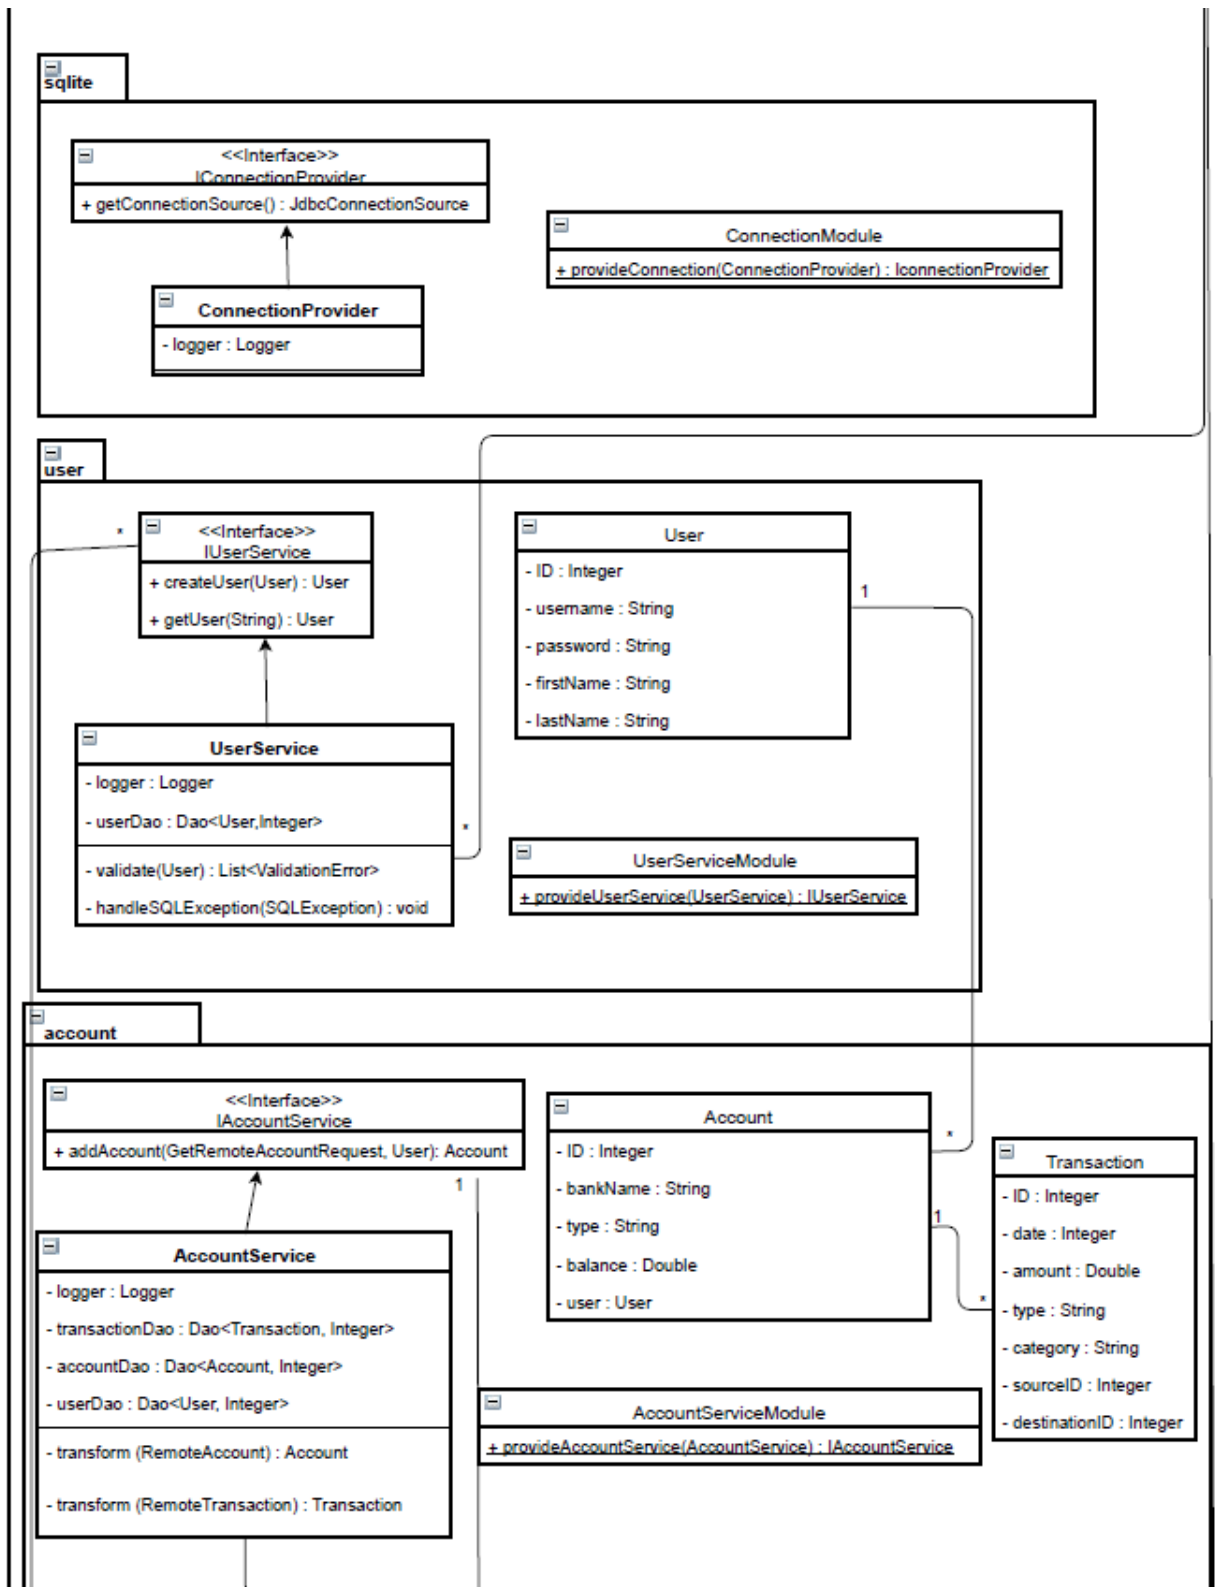 sqlite
<<Interface>>
IConnectionProvider
+ getConnectionSource() : JdbcConnectionSource
ConnectionModule
+ provideConnection(ConnectionProvider) : IconnectionProvider
ConnectionProvider
- logger : Logger
user
*
<<Interface>>
IUserService
+ createUser(User) : User
+ getUser(String) : User
User
- ID : Integer
- username : String
- password : String
- firstName : String
- lastName : String
1
UserService
- logger : Logger
- userDao : Dao<User,Integer>
- validate(User) : List<ValidationError>
- handleSQLException(SQLException) : void
*
UserServiceModule
+ provideUserService(UserService) : IUserService
account
<<Interface>>
IAccountService
+ addAccount(GetRemoteAccountRequest, User): Account
1
Account
- ID : Integer
- bankName : String
- type : String
- balance : Double
- user : User
*
1
*
Transaction
- ID : Integer
- date : Integer
- amount : Double
- type : String
- category : String
- sourceID : Integer
- destinationID : Integer
AccountService
- logger : Logger
- transactionDao : Dao<Transaction, Integer>
- accountDao : Dao<Account, Integer>
- userDao : Dao<User, Integer>
- transform (RemoteAccount) : Account
- transform (RemoteTransaction) : Transaction
AccountServiceModule
+ provideAccountService(AccountService) : IAccountService